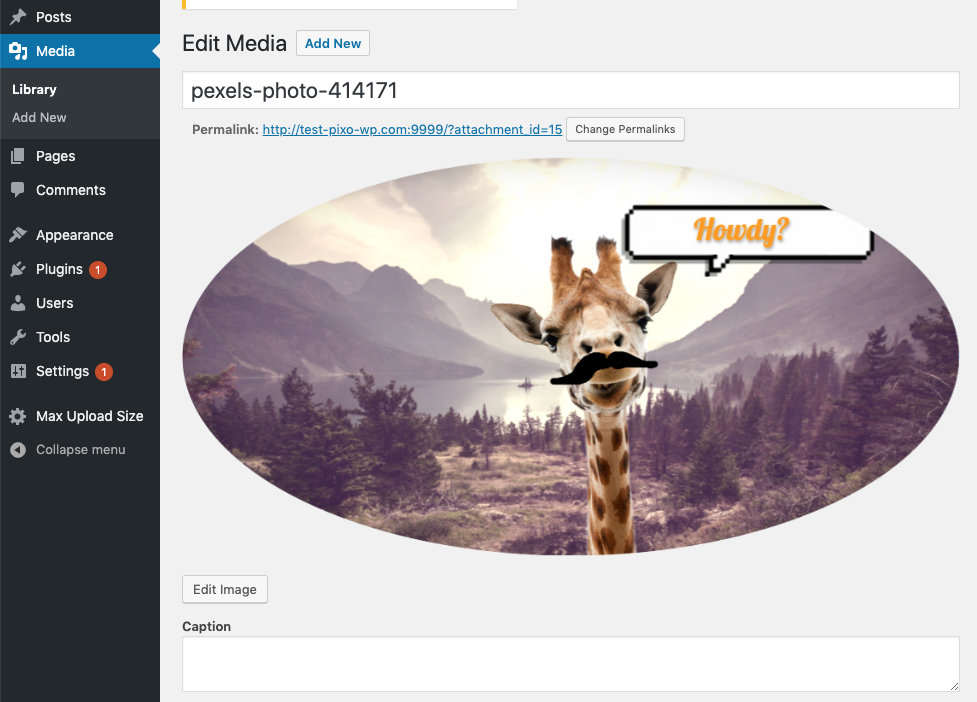 Posts
Media
Library
Add New
Pages
Comments
Appearance
Plugins 1
Users
Tools
Settings 1
Max Upload Size
Collapse menu
Edit Media Add New
pexels-photo-414171
Permalink: http://test-pixo-wp.com:9999/?attachment_id=15 Change Permalinks
Howdy?
Edit Image
Caption